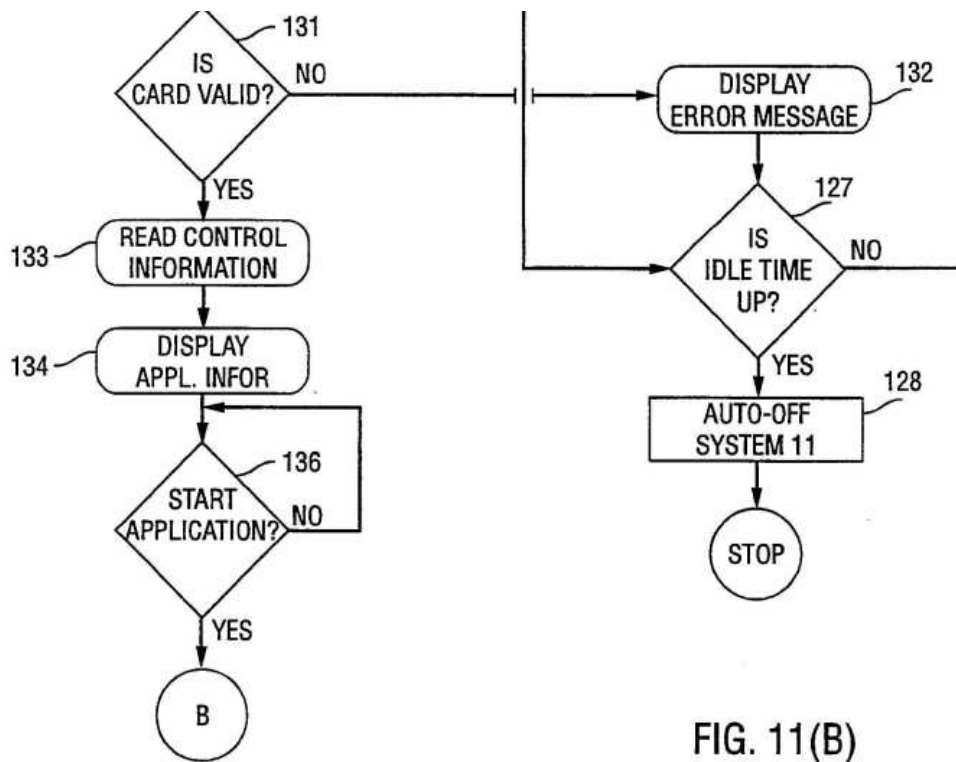 131
IS
CARD VALID?
NO
YES
133
READ CONTROL
INFORMATION
134
DISPLAY
APPL. INFOR
136
START
APPLICATION?
NO
YES
B
DISPLAY
ERROR MESSAGE
132
127
IS
IDLE TIME
UP?
NO
YES
128
AUTO-OFF
SYSTEM 11
STOP
FIG. 11(B)